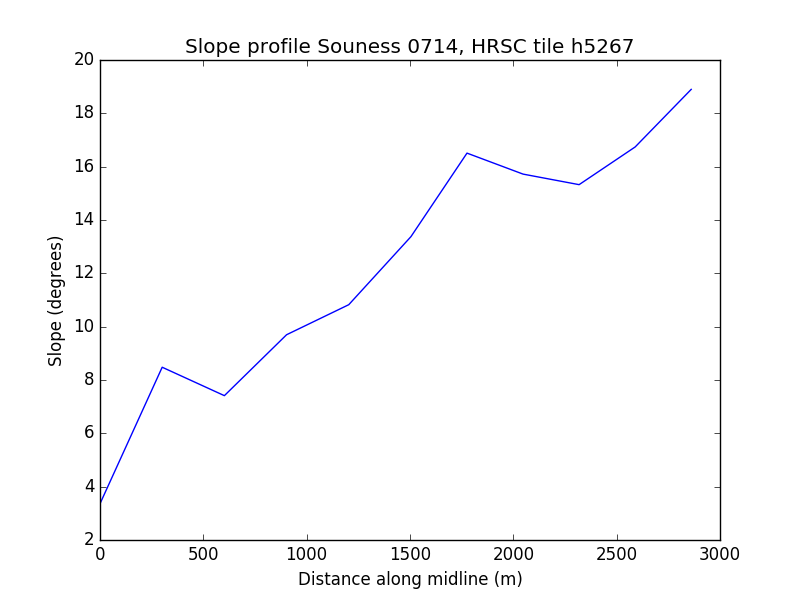 Slope profile Souness 0714, HRSC tile h5267
20
18
16
14
12
10
8
6
4
2
Slope (degrees)
0 500 1000 1500 2000 2500 3000
Distance along midline (m)